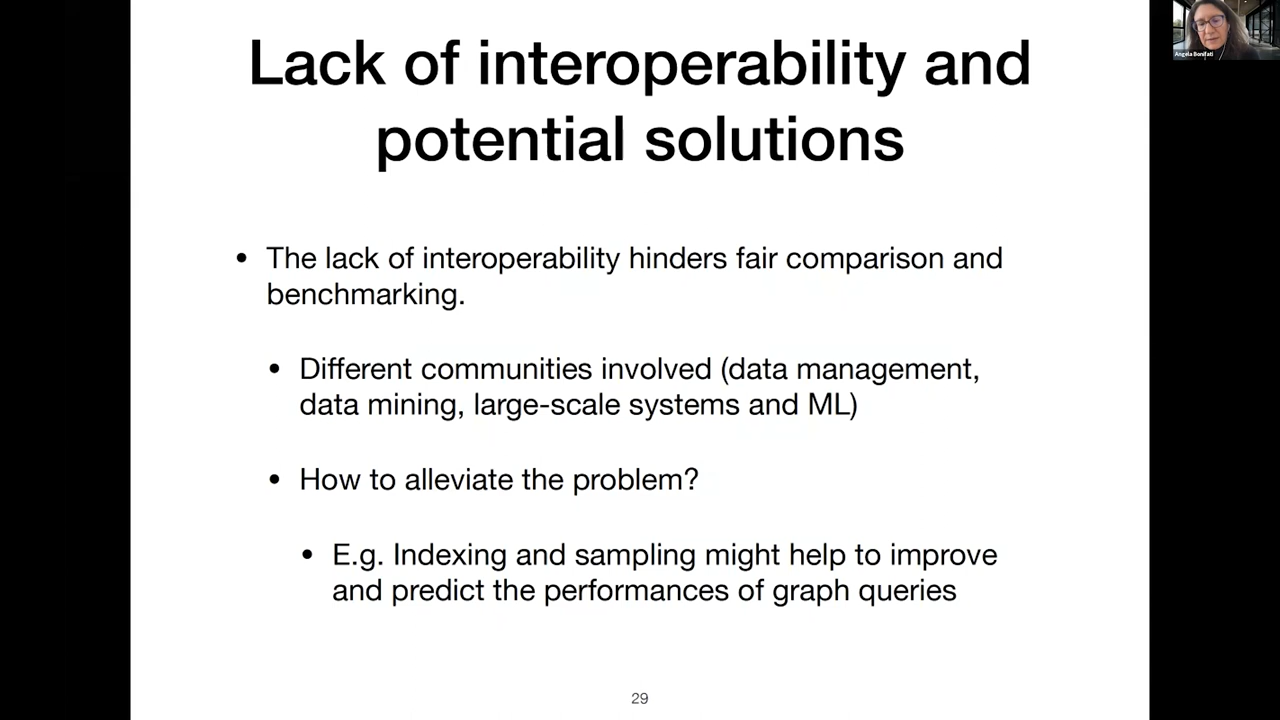 Lack of interoperability and
potential solutions
• The lack of interoperability hinders fair comparison and
benchmarking.
• Different communities involved (data management,
data mining, large-scale systems and ML)
• How to alleviate the problem?
• E.g. Indexing and sampling might help to improve
and predict the performances of graph queries
29
Angela Bonifati